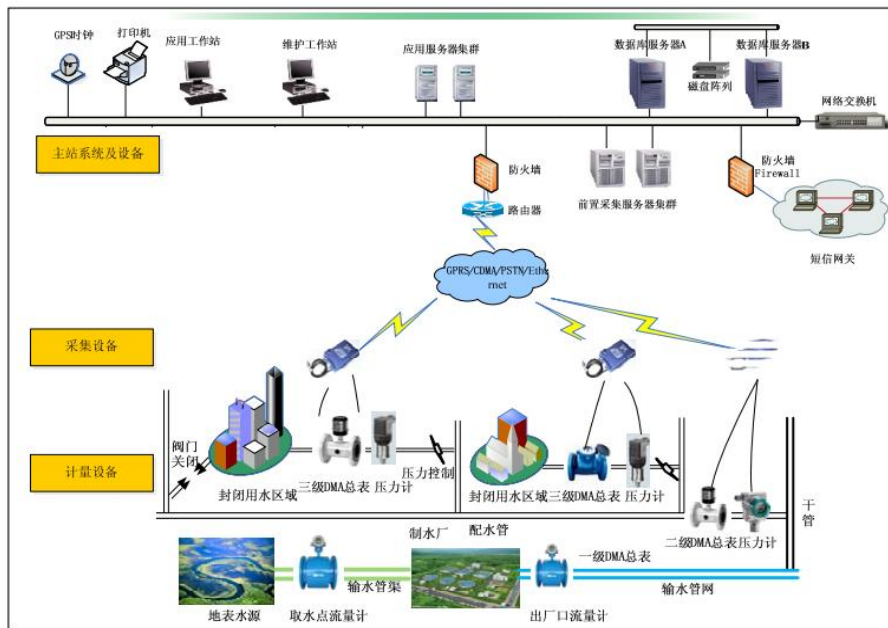 GPS时钟
打印机
应用工作站
维护工作站
应用服务器集群
数据库服务器A
数据库服务器B
磁盘阵列
网络交换机
主站系统及设备
防火墙
路由器
前置采集服务器集群
防火墙
Firewall
短信网关
GPRS/CDMA/PSTN/Ethe
rnet
采集设备
阀门
关闭
计量设备
封闭用水区域
三级DMA总表
压力计
压力控制
封闭用水区域
三级DMA总表
压力计
二级DMA总表
压力计
干
管
制水厂
配水管
一级DMA总表
输水管渠
输水管网
地表水源
取水点流量计
出厂口流量计